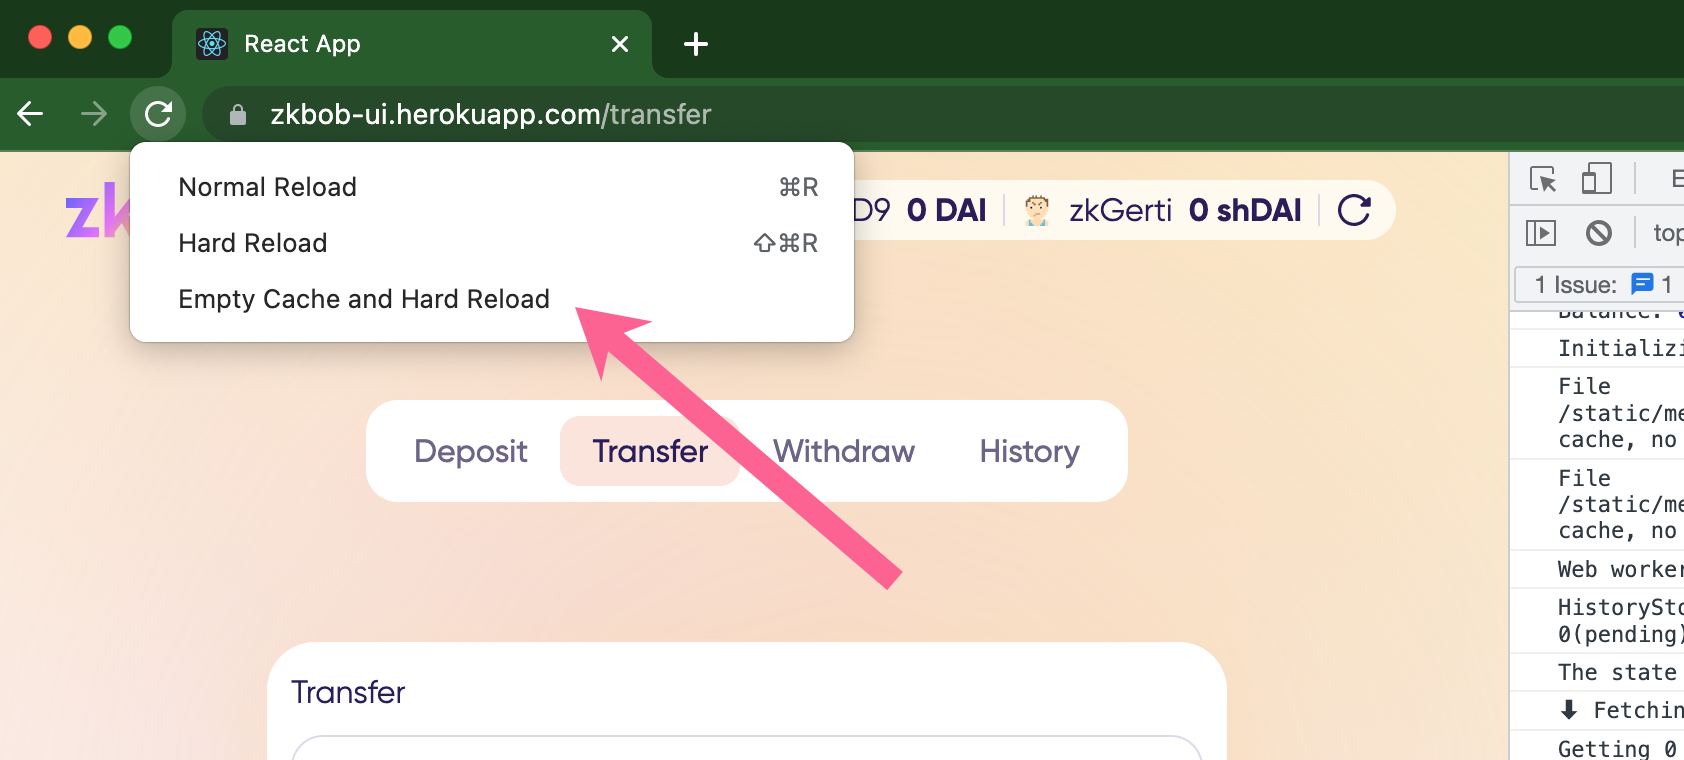 React App
zkbob-ui.herokuapp.com/transfer
Normal Reload ⌘R
Hard Reload ⇧⌘R
Empty Cache and Hard Reload
zk
D9 0 DAI zkGerti 0 shDAI
top
1 Issue: 1
Balance:
Initializi
File
/static/me
cache, no
File
/static/me
cache, no
Web worker
HistorySto
0(pending)
The state
Fetchin
Getting 0
Deposit Transfer Withdraw History
Transfer